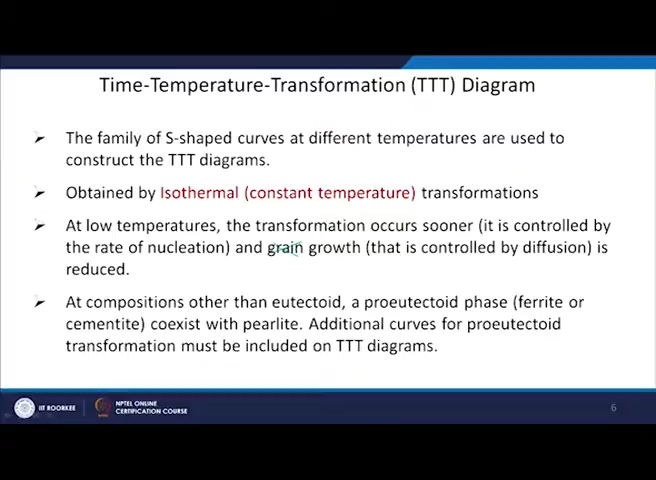 Time-Temperature-Transformation (TTT) Diagram
The family of S-shaped curves at different temperatures are used to
construct the TTT diagrams.
Obtained by Isothermal (constant temperature) transformations
At low temperatures, the transformation occurs sooner (it is controlled by
the rate of nucleation) and grain growth (that is controlled by diffusion) is
reduced.
At compositions other than eutectoid, a proeutectoid phase (ferrite or
cementite) coexist with pearlite. Additional curves for proeutectoid
transformation must be included on TTT diagrams.
IIT ROORKEE
NPTEL ONLINE
CERTIFICATION COURSE
6